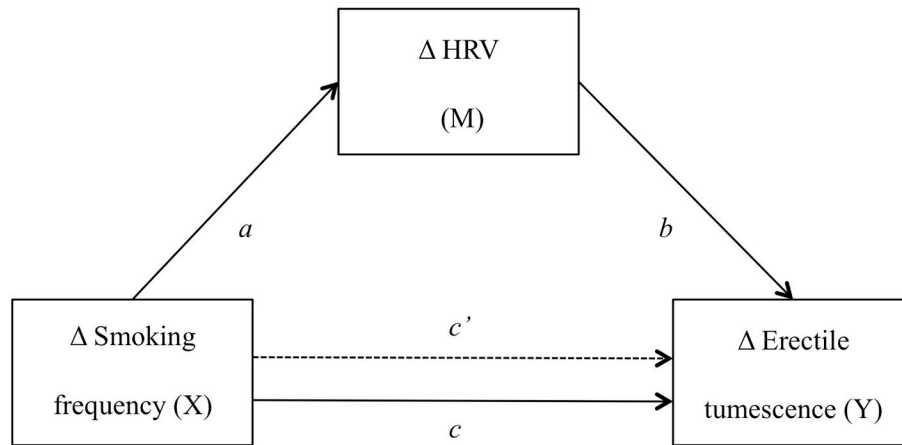 Δ HRV
(M)
a
b
Δ Smoking
frequency (X)
c’
c
Δ Erectile
tumescence (Y)